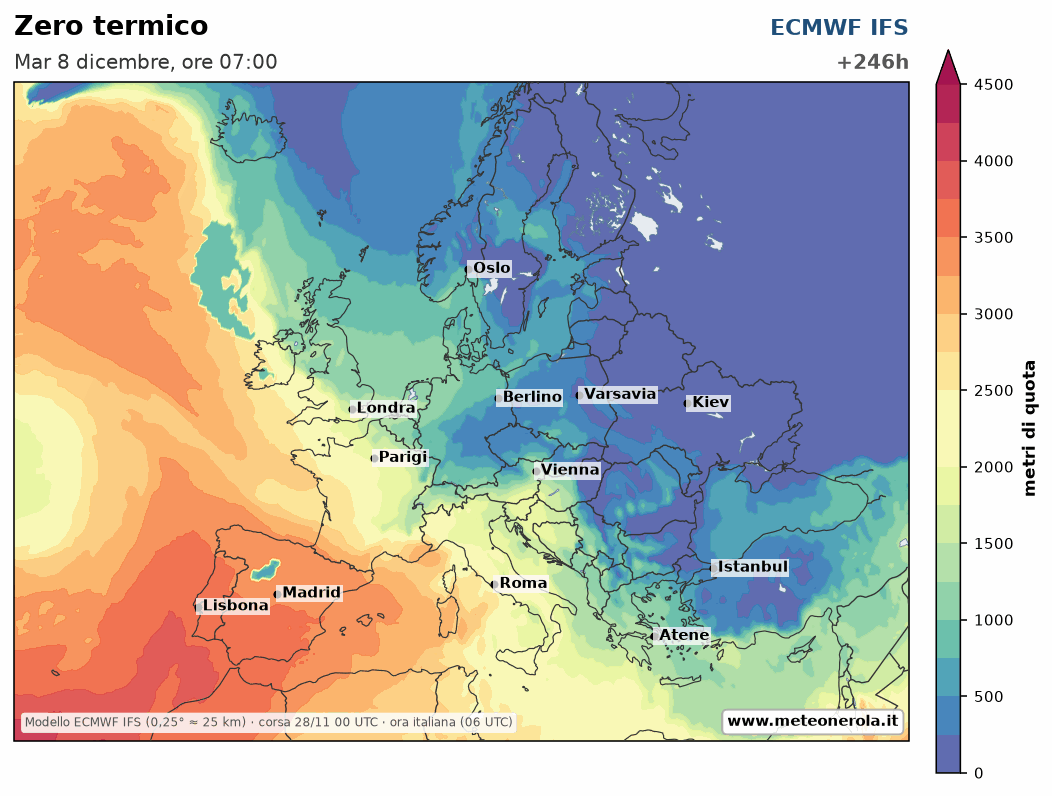 Zero termico
ECMWF IFS
Mar 8 dicembre, ore 07:00
+246h
4500
4000
3500
3000
2500
2000
1500
1000
500
0
metri di quota
Oslo
Berlino
Varsavia
Kiev
Londra
Parigi
Vienna
Istanbul
Roma
Madrid
Lisbona
Atene
Modello ECMWF IFS (0,25° ≈ 25 km) · corsa 28/11 00 UTC · ora italiana (06 UTC)
www.meteonerola.it